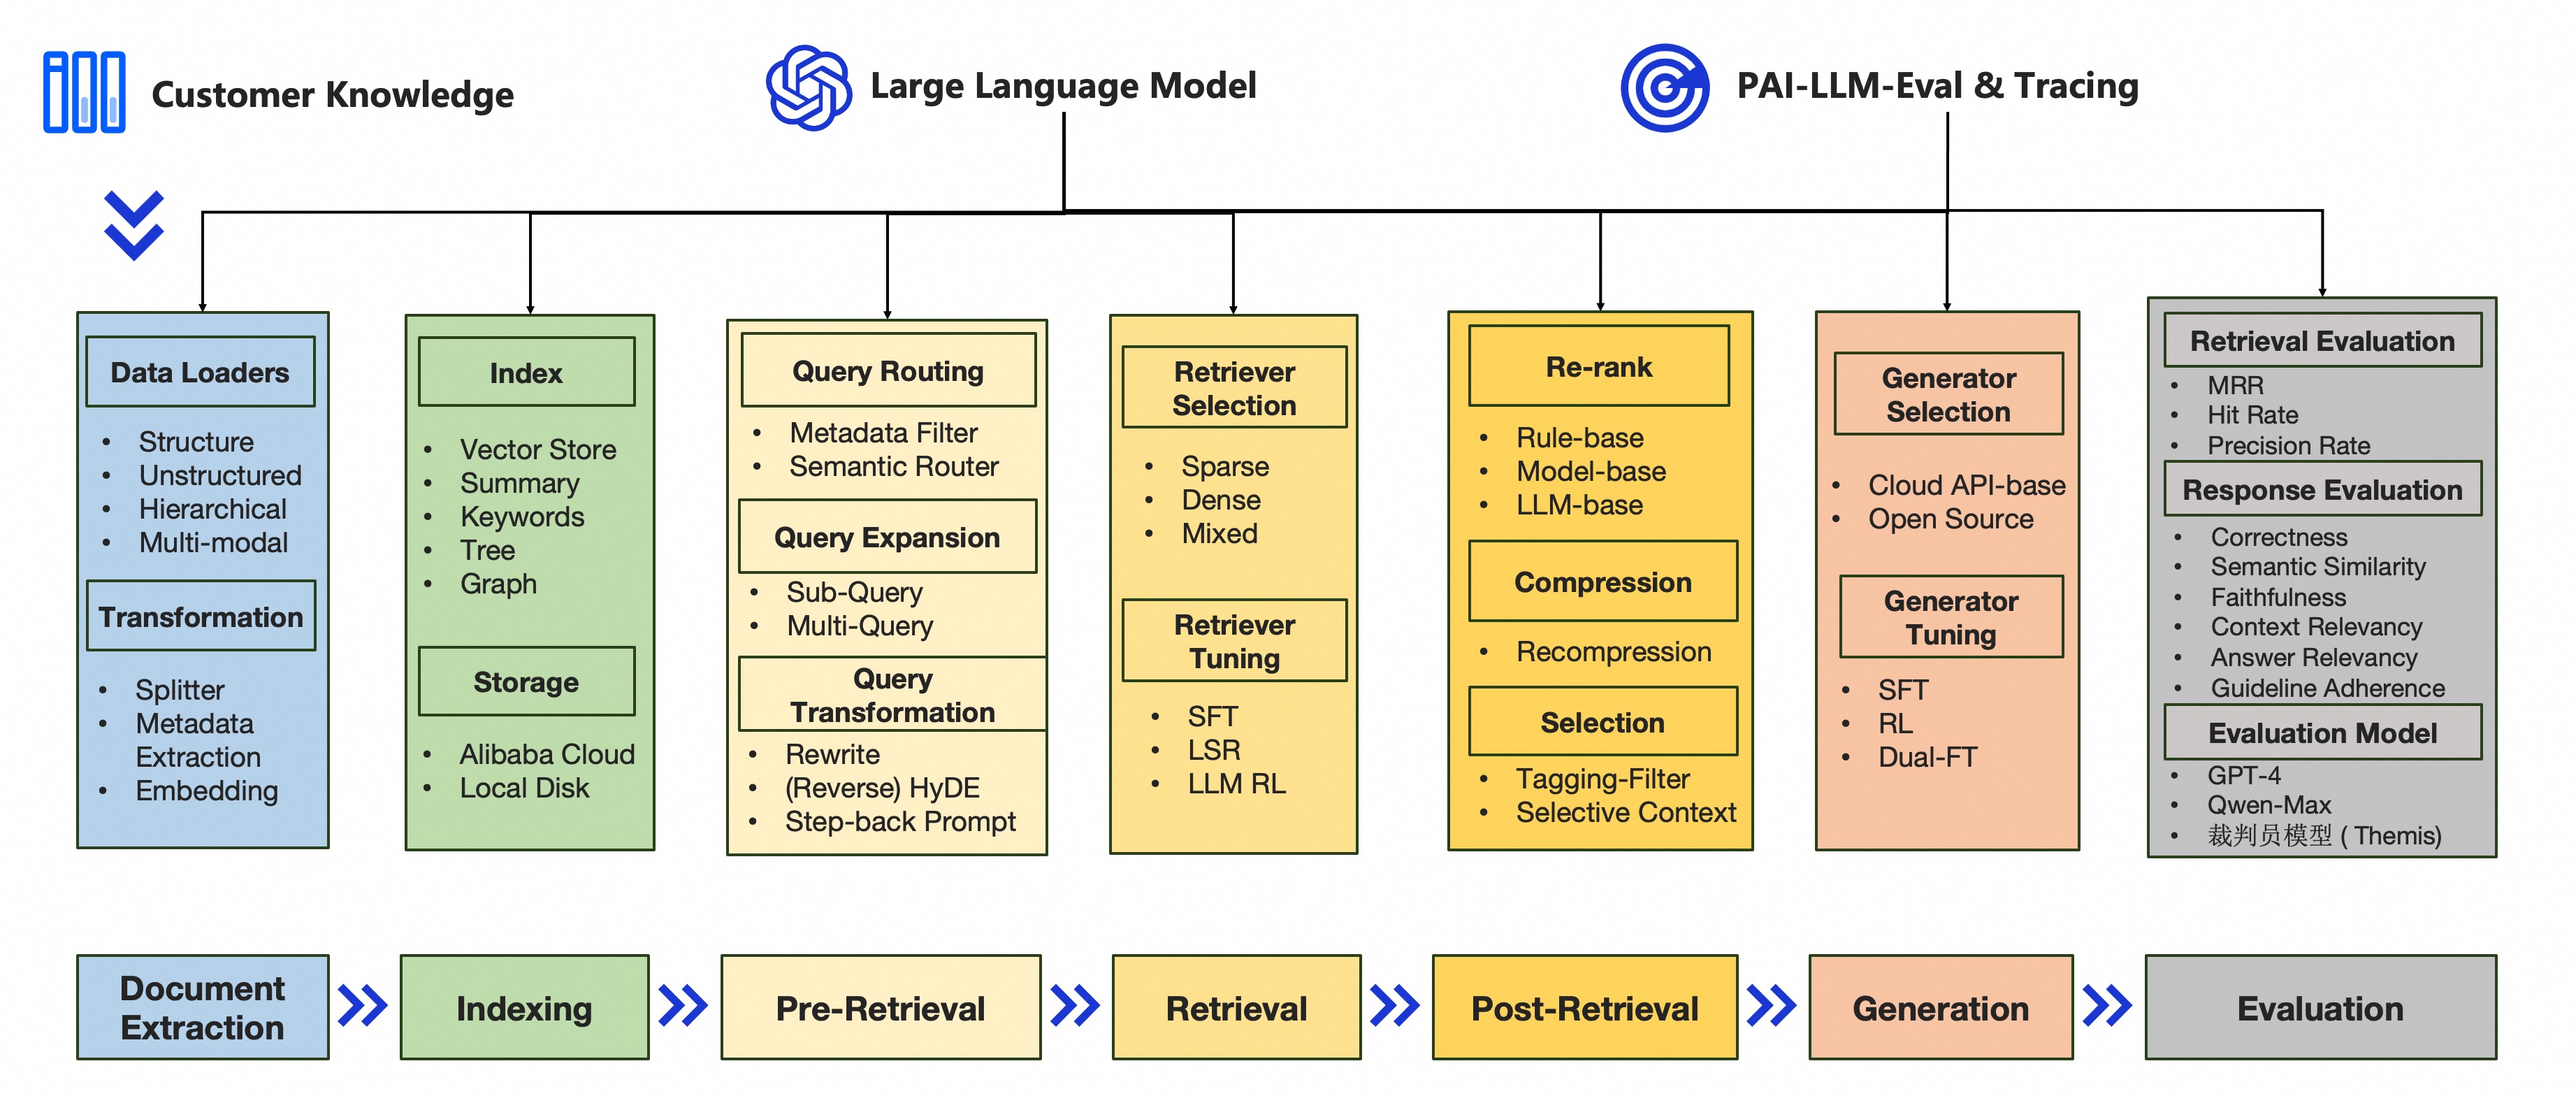 Customer Knowledge
Large Language Model
PAI-LLM-Eval & Tracing
Data Loaders
• Structure
• Unstructured
• Hierarchical
• Multi-modal
Transformation
• Splitter
• Metadata
Extraction
• Embedding
Index
• Vector Store
• Summary
• Keywords
• Tree
• Graph
Storage
• Alibaba Cloud
• Local Disk
Query Routing
• Metadata Filter
• Semantic Router
Query Expansion
• Sub-Query
• Multi-Query
Query
Transformation
• Rewrite
• (Reverse) HyDE
• Step-back Prompt
Retriever
Selection
• Sparse
• Dense
• Mixed
Retriever
Tuning
• SFT
• LSR
• LLM RL
Re-rank
• Rule-base
• Model-base
• LLM-base
Compression
• Recompression
Selection
• Tagging-Filter
• Selective Context
Generator
Selection
• Cloud API-base
• Open Source
Generator
Tuning
• SFT
• RL
• Dual-FT
Retrieval Evaluation
• MRR
• Hit Rate
• Precision Rate
Response Evaluation
• Correctness
• Semantic Similarity
• Faithfulness
• Context Relevancy
• Answer Relevancy
• Guideline Adherence
Evaluation Model
• GPT-4
• Qwen-Max
• 裁判员模型 ( Themis)
Document
Extraction
Indexing
Pre-Retrieval
Retrieval
Post-Retrieval
Generation
Evaluation